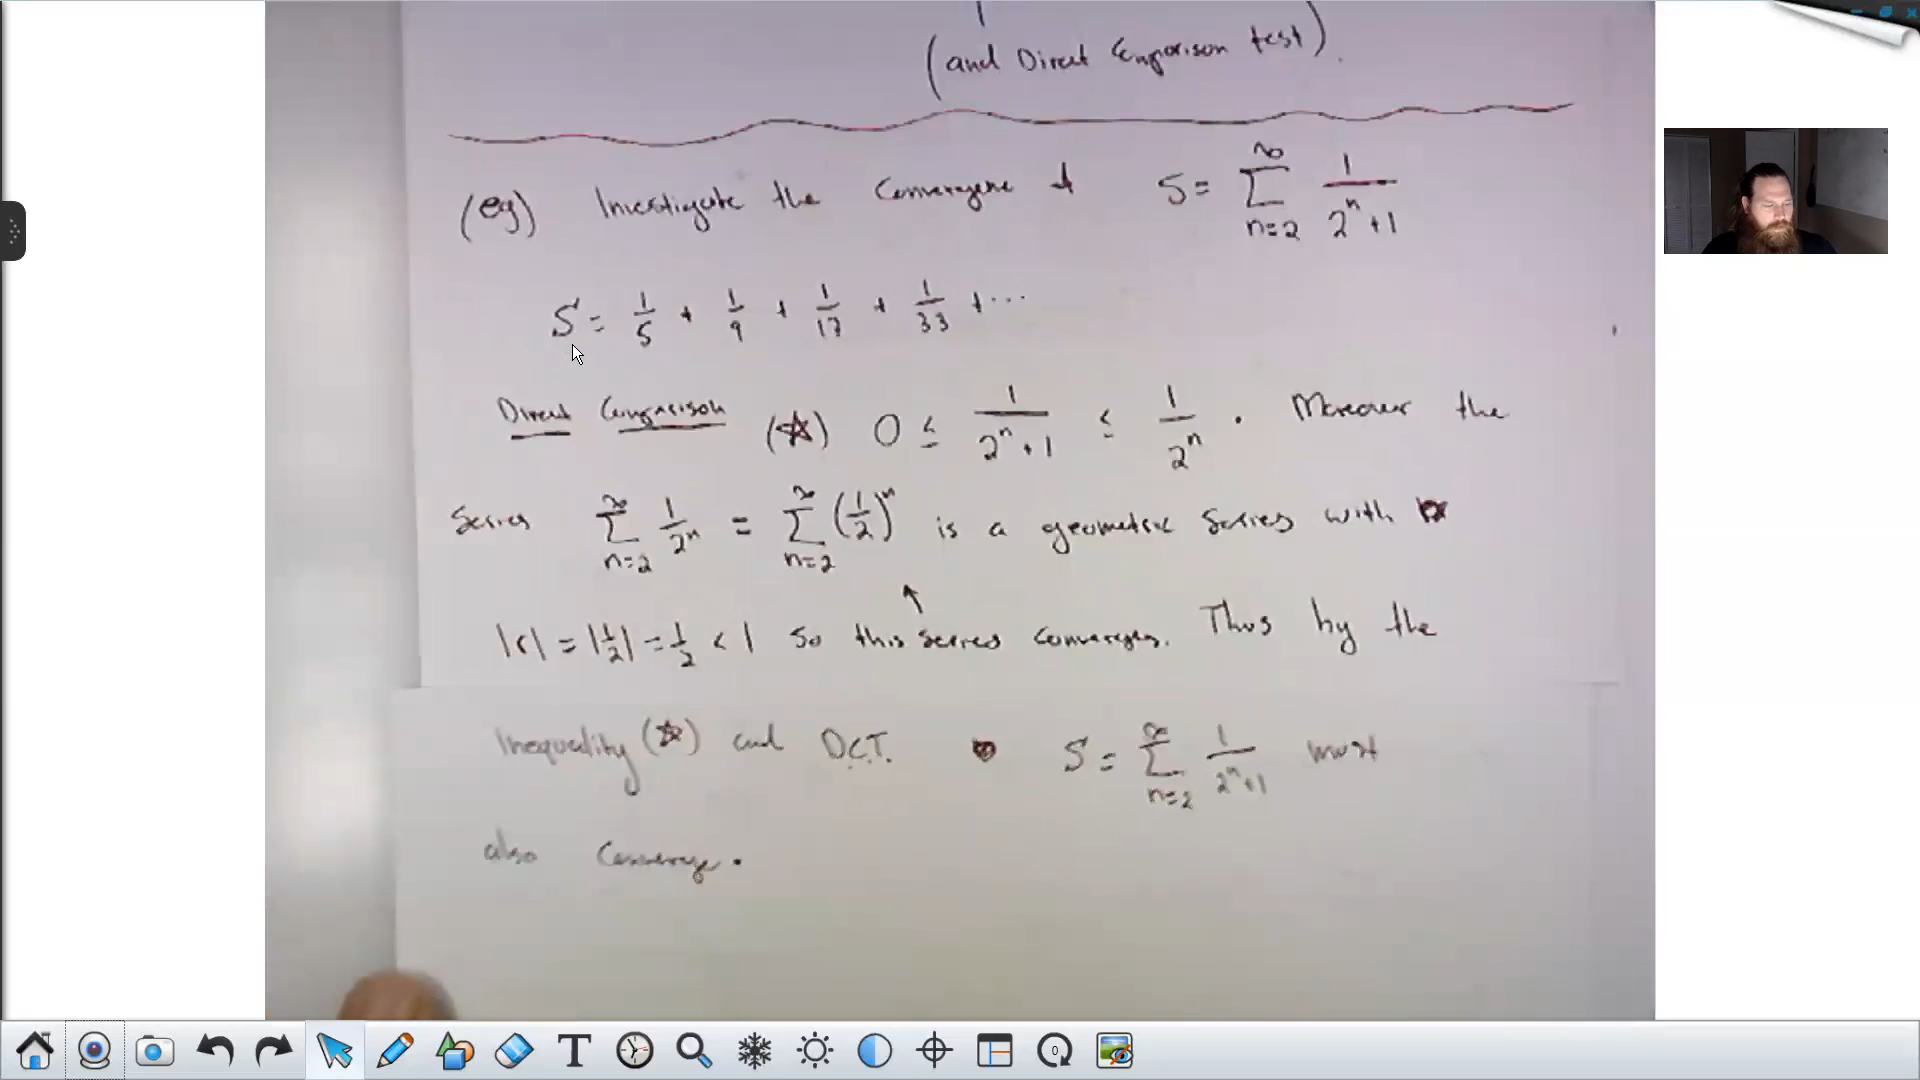 (and Direct Comparison test).
(eg) Investigate the Convergence of S = ∞ Σ n=2 1/(2^n + 1)
S = 1/5 + 1/9 + 1/17 + 1/33 + ...
Direct Comparison (☆) 0 ≤ 1/(2^n + 1) ≤ 1/2^n . Moreover the
Series ∞ Σ n=2 1/2^n = ∞ Σ n=2 (1/2)^n is a geometric series with
|r| = |1/2| = 1/2 < 1 so this series converges. Thus by the
Inequality (☆) and D.C.T. S = ∞ Σ n=2 1/(2^n + 1) must
also Converge.
T
0